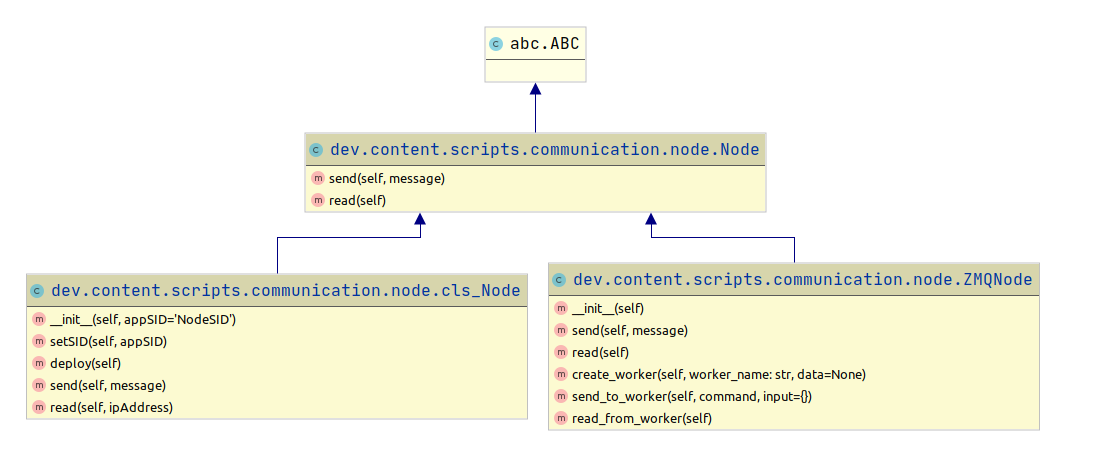 C abc.ABC
C dev.content.scripts.communication.node.Node
m send(self, message)
m read(self)
C dev.content.scripts.communication.node.cls_Node
m __init__(self, appSID='NodeSID')
m setSID(self, appSID)
m deploy(self)
m send(self, message)
m read(self, ipAddress)
C dev.content.scripts.communication.node.ZMQNode
m __init__(self)
m send(self, message)
m read(self)
m create_worker(self, worker_name: str, data=None)
m send_to_worker(self, command, input={})
m read_from_worker(self)